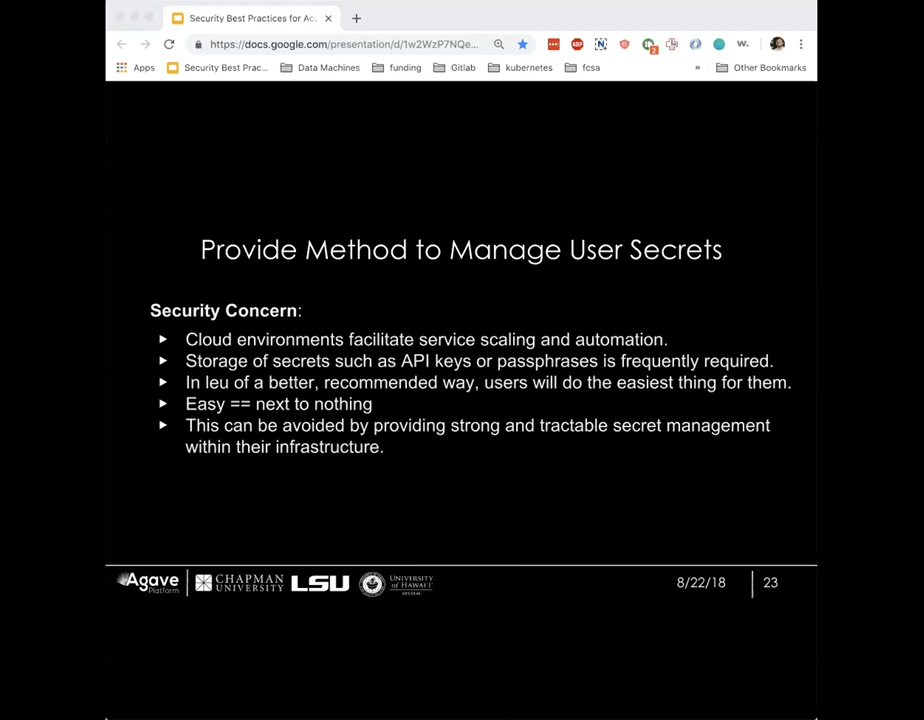 Security Best Practices for Ac
https://docs.google.com/presentation/d/1w2WzP7NQe...
ABP
N
2
w.
Apps
Security Best Prac...
Data Machines
funding
Gitlab
kubernetes
fcsa
»
Other Bookmarks
Provide Method to Manage User Secrets
Security Concern:
Cloud environments facilitate service scaling and automation.
Storage of secrets such as API keys or passphrases is frequently required.
In leu of a better, recommended way, users will do the easiest thing for them.
Easy == next to nothing
This can be avoided by providing strong and tractable secret management
within their infrastructure.
Agave
Platform
CHAPMAN
UNIVERSITY
LSU
UNIVERSITY
of HAWAI‘I
SYSTEM
8/22/18
23